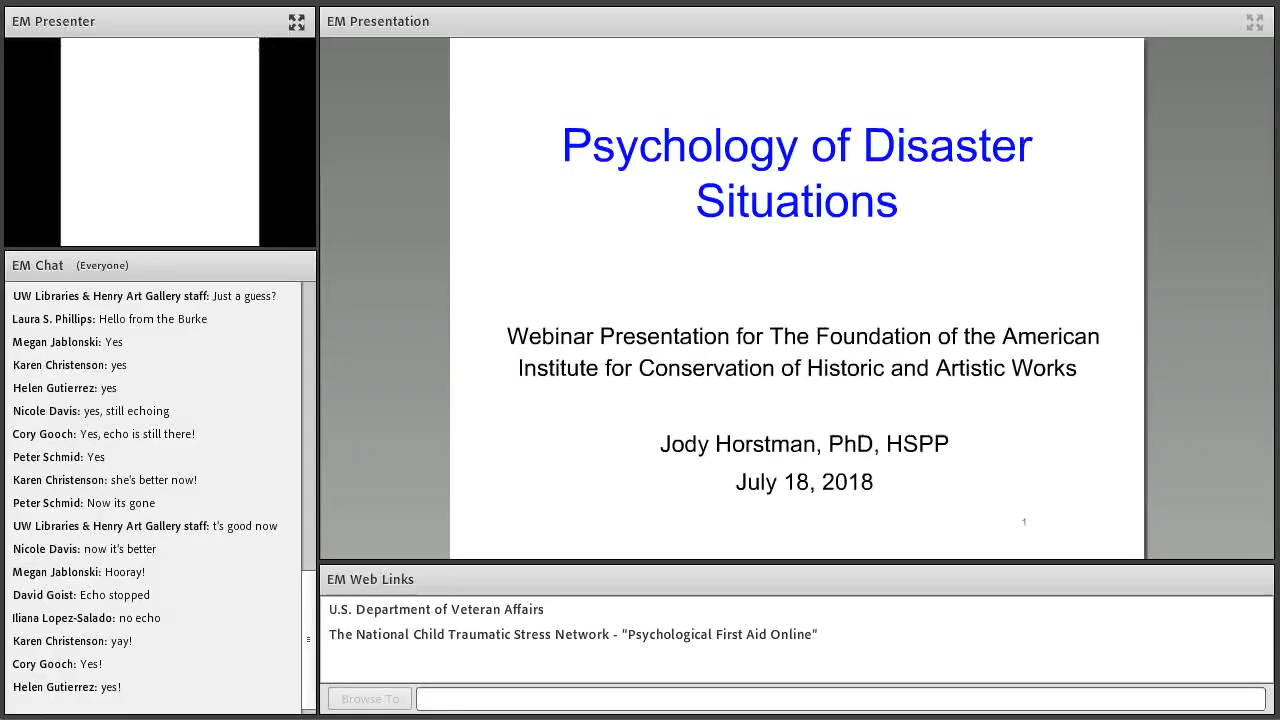 EM Presenter
EM Chat (Everyone)
UW Libraries & Henry Art Gallery staff: Just a guess?
Laura S. Phillips: Hello from the Burke
Megan Jablonski: Yes
Karen Christenson: yes
Helen Gutierrez: yes
Nicole Davis: yes, still echoing
Cory Gooch: Yes, echo is still there!
Peter Schmid: Yes
Karen Christenson: she's better now!
Peter Schmid: Now its gone
UW Libraries & Henry Art Gallery staff: t's good now
Nicole Davis: now it's better
Megan Jablonski: Hooray!
David Goist: Echo stopped
Iliana Lopez-Salado: no echo
Karen Christenson: yay!
Cory Gooch: Yes!
Helen Gutierrez: yes!
EM Presentation
Psychology of Disaster
Situations
Webinar Presentation for The Foundation of the American
Institute for Conservation of Historic and Artistic Works
Jody Horstman, PhD, HSPP
July 18, 2018
1
EM Web Links
U.S. Department of Veteran Affairs
The National Child Traumatic Stress Network - "Psychological First Aid Online"
Browse To